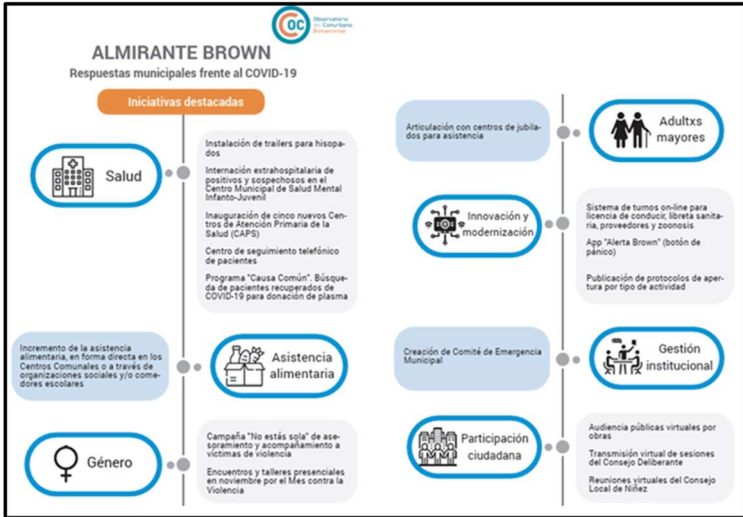 OC
Observatorio
del Conurbano
Bonaerense
ALMIRANTE BROWN
Respuestas municipales frente al COVID-19
Iniciativas destacadas
Salud
Instalación de trailers para hisopa-
dos
Internación extrahospitalaria de
positivos y sospechosos en el
Centro Municipal de Salud Mental
Infanto-Juvenil
Inauguración de cinco nuevos Cen-
tros de Atención Primaria de la
Salud (CAPS)
Centro de seguimiento telefónico
de pacientes
Programa "Causa Común". Búsque-
da de pacientes recuperados de
COVID-19 para donación de plasma
Incremento de la asistencia
alimentaria, en forma directa en los
Centros Comunales o a través de
organizaciones sociales y/o come-
dores escolares
Asistencia
alimentaria
Género
Campaña "No estás sola" de ase-
sporamiento y acompañamiento a
víctimas de violencia
Encuentros y talleres presenciales
en noviembre por el Mes contra la
Violencia
Articulación con centros de jubila-
dos para asistencia
Adultxs
mayores
Innovación y
modernización
Sistema de turnos on-line para
licencia de conducir, libreta sanita-
ria, proveedores y zoonosis
App "Alerta Brown" (botón de
pánico)
Publicación de protocolos de aper-
tura por tipo de actividad
Creación de Comité de Emergencia
Municipal
Gestión
institucional
Participación
ciudadana
Audiencia públicas virtuales por
obras
Transmisión virtual de sesiones
del Consejo Deliberante
Reuniones virtuales del Consejo
Local de Niñez